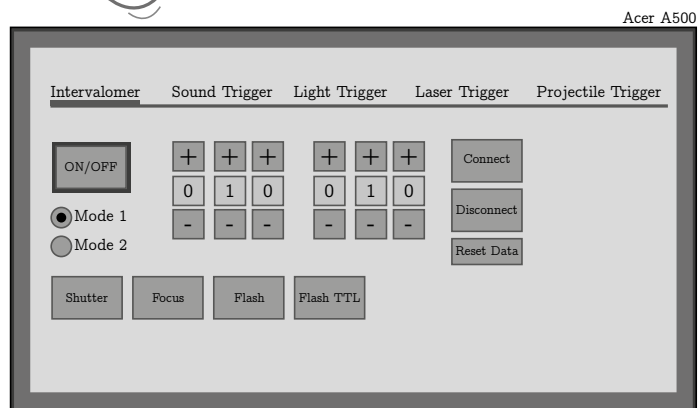 Acer A500
Intervalomer Sound Trigger Light Trigger Laser Trigger Projectile Trigger
ON/OFF + + + + + + Connect
0 1 0 0 1 0
Mode 1 - - - - - - Disconnect
Mode 2 Reset Data
Shutter Focus Flash Flash TTL